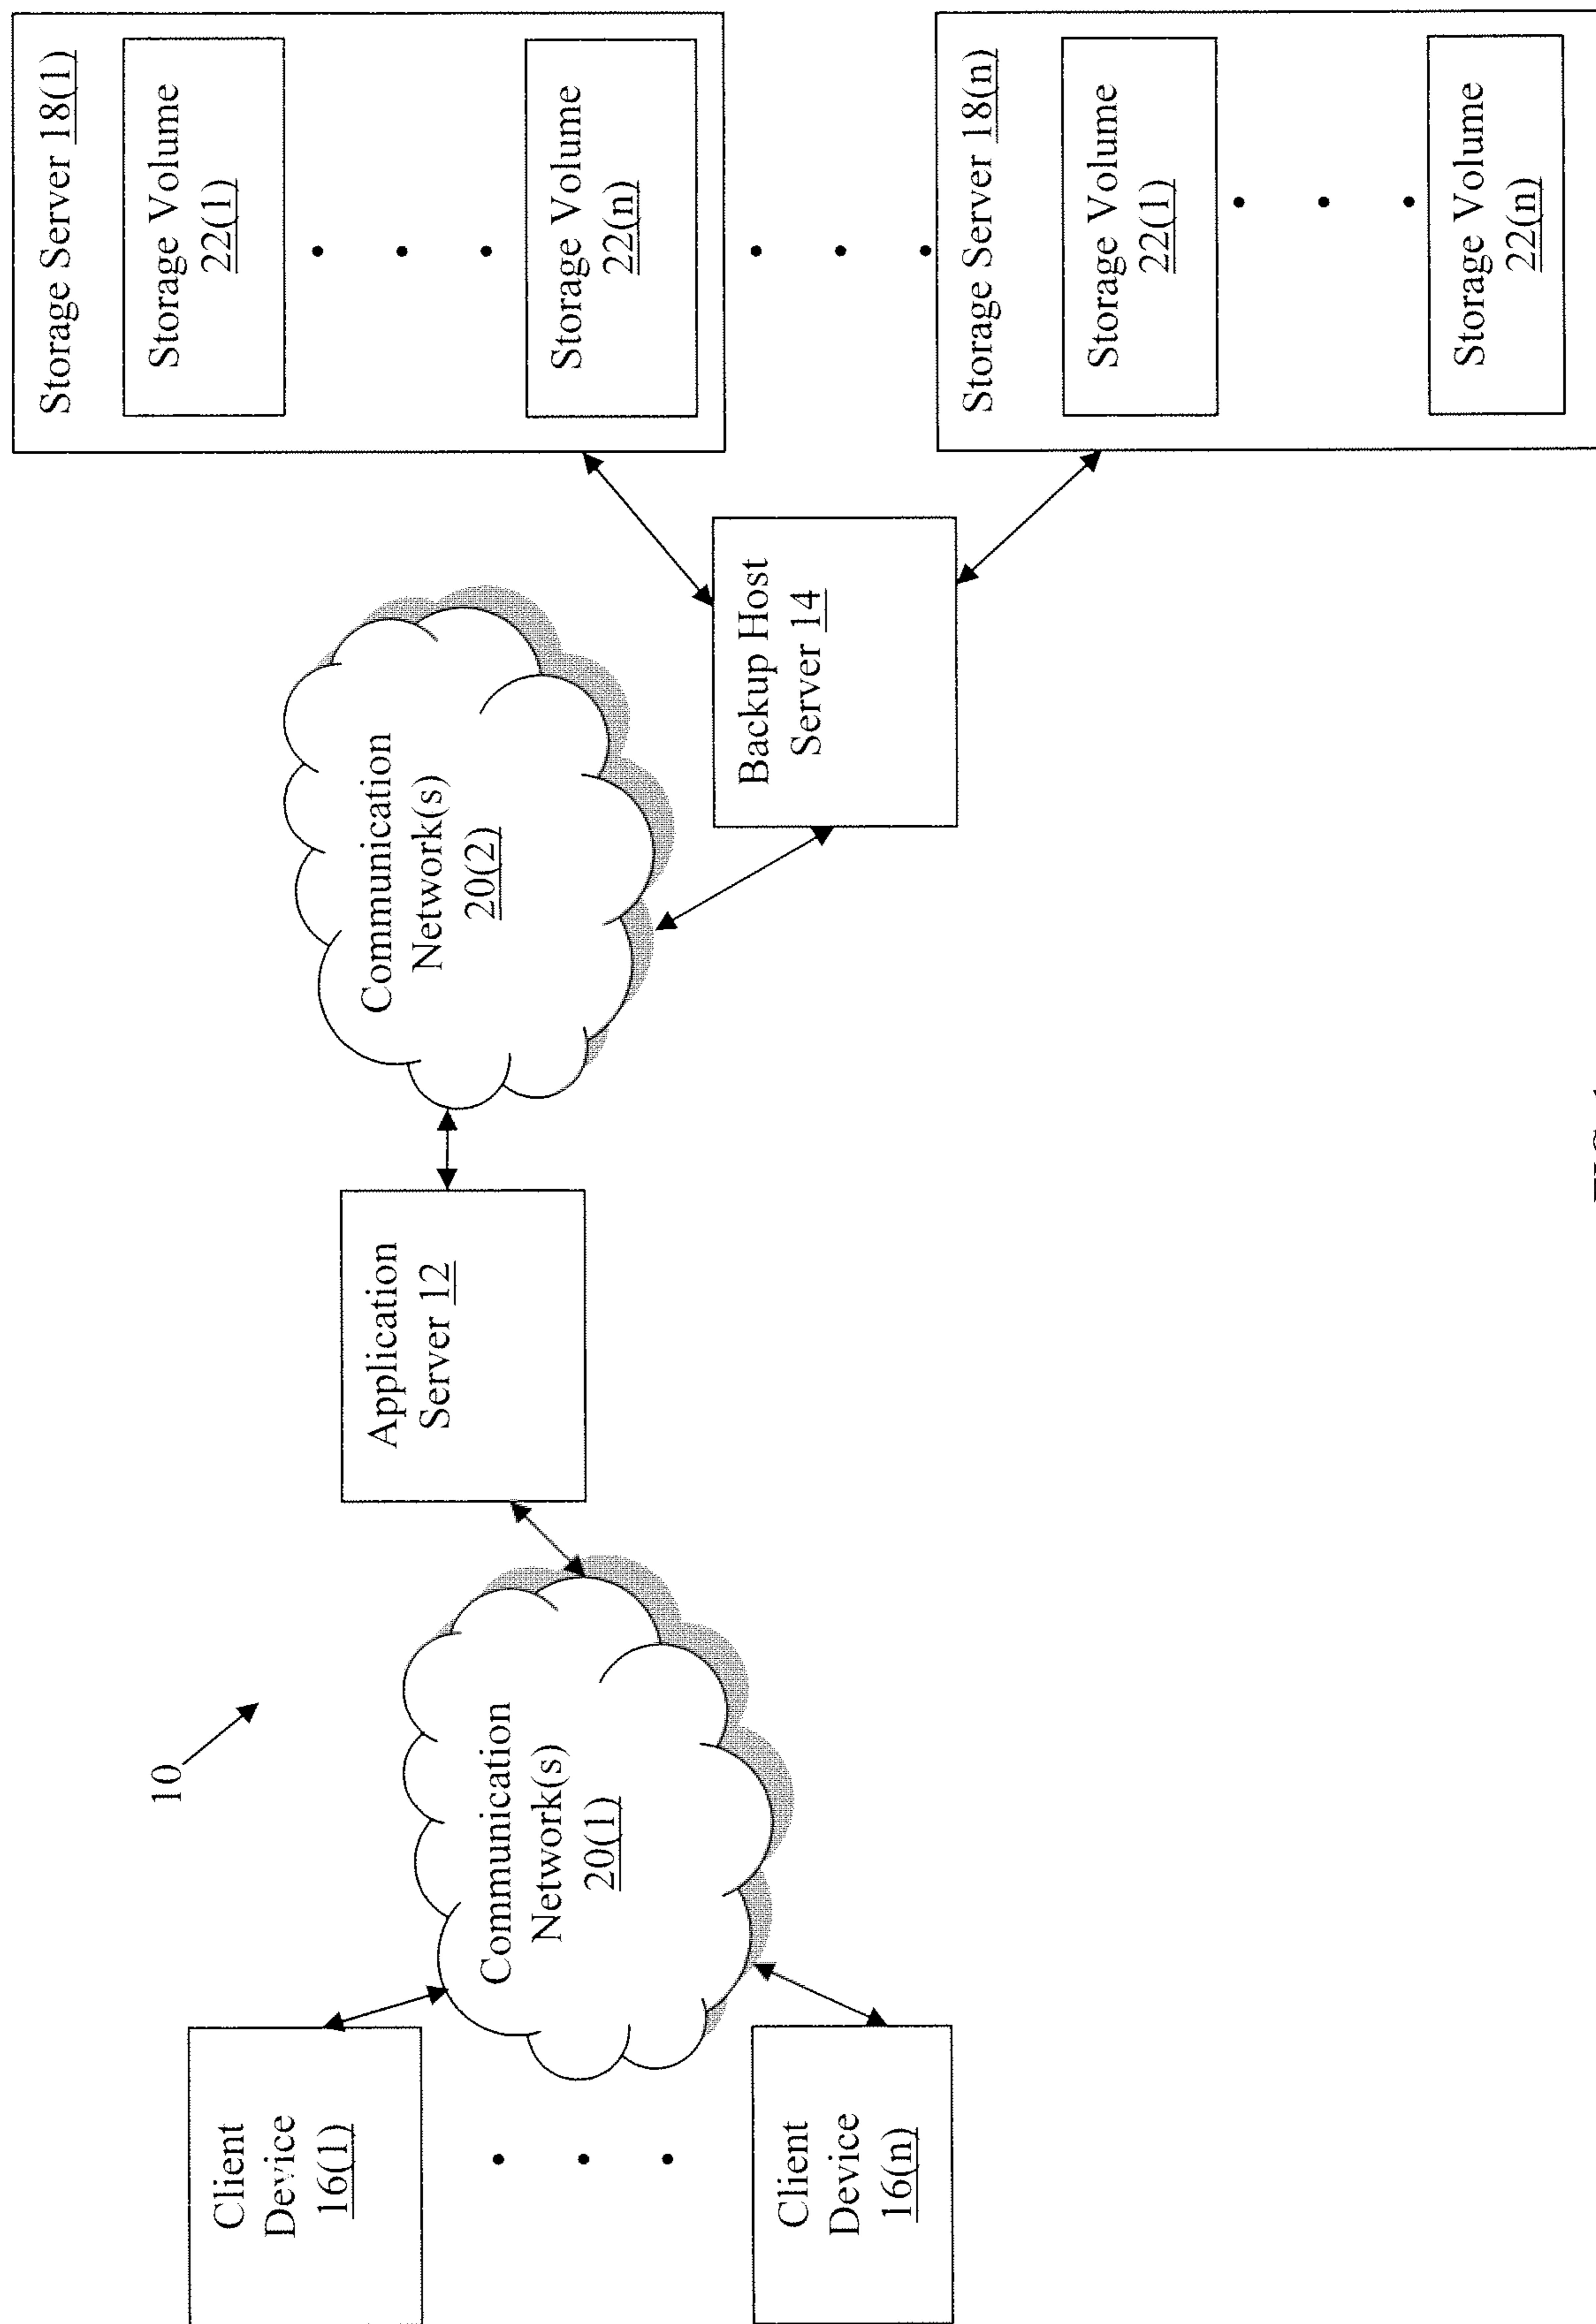 10
Client
Device
16(1)
Client
Device
16(n)
Communication
Network(s)
20(1)
Application
Server 12
Communication
Network(s)
20(2)
Backup Host
Server 14
Storage Server 18(1)
Storage Volume
22(1)
Storage Volume
22(n)
Storage Server 18(n)
Storage Volume
22(1)
Storage Volume
22(n)